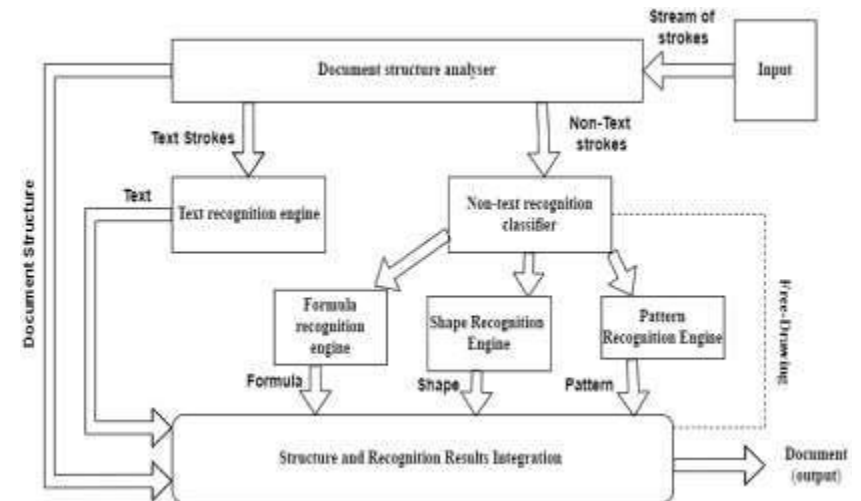 Stream of
strokes
Document structure analyser
Input
Text Strokes
Non-Text
strokes
Document Structure
Text
Text recognition engine
Non-text recognition
classifier
Free-Drawing
Formula
recognition
engine
Shape Recognition
Engine
Pattern
Recognition Engine
Formula
Shape
Pattern
Structure and Recognition Results Integration
Document
(output)